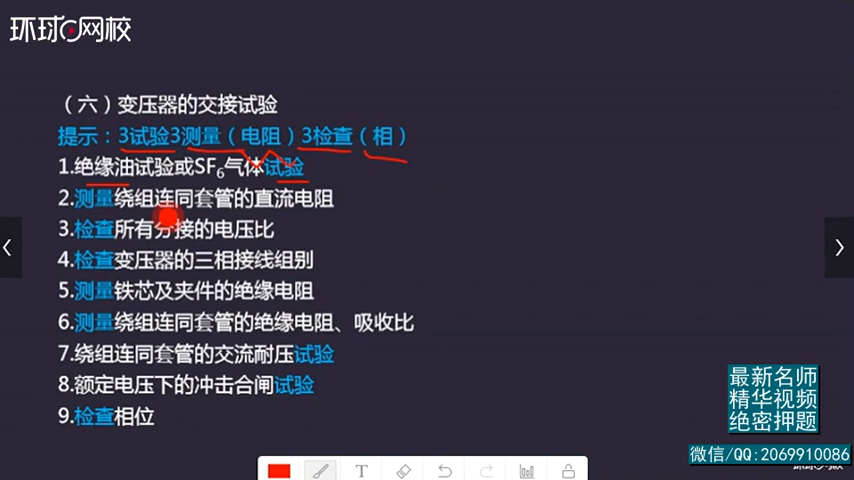 环球网校
（六）变压器的交接试验
提示：3试验3测量（电阻）3检查（相）
1.绝缘油试验或SF6气体试验
2.测量绕组连同套管的直流电阻
3.检查所有分接的电压比
4.检查变压器的三相接线组别
5.测量铁芯及夹件的绝缘电阻
6.测量绕组连同套管的绝缘电阻、吸收比
7.绕组连同套管的交流耐压试验
8.额定电压下的冲击合闸试验
9.检查相位
最新名师
精华视频
绝密押题
微信/QQ:2069910086
T